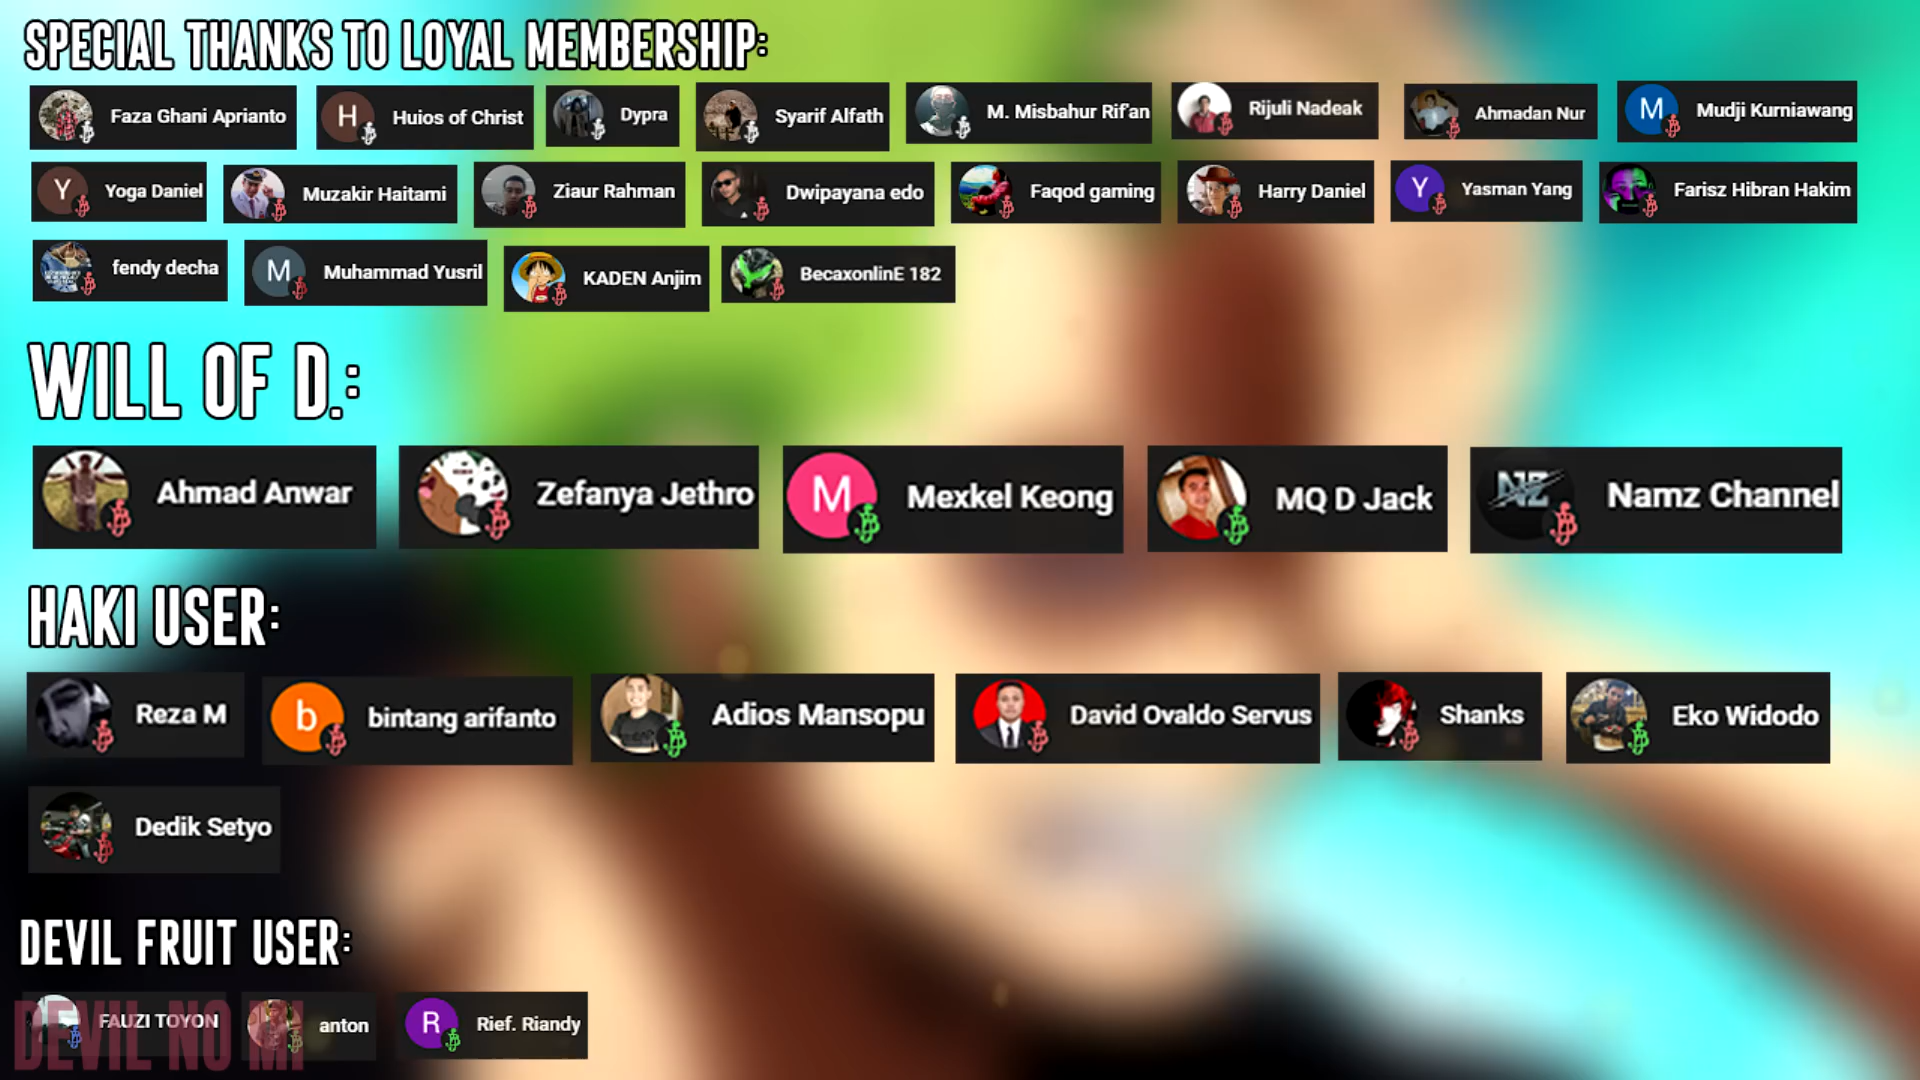 SPECIAL THANKS TO LOYAL MEMBERSHIP:
Faza Ghani Aprianto H Huios of Christ Dypra Syarif Alfath M. Misbahur Rif'an Rijuli Nadeak Ahmadan Nur M Mudji Kurniawang
Y Yoga Daniel Muzakir Haitami Ziaur Rahman Dwipayana edo Faqod gaming Harry Daniel Y Yasman Yang Farisz Hibran Hakim
fendy decha M Muhammad Yusril KADEN Anjim BecaxonlinE 182
WILL OF D.:
Ahmad Anwar Zefanya Jethro M Mexkel Keong MQ D Jack NZ Namz Channel
HAKI USER:
Reza M b bintang arifanto Adios Mansopu David Ovaldo Servus Shanks Eko Widodo
Dedik Setyo
DEVIL FRUIT USER:
FAUZI TOYON anton R Rief. Riandy
DEVIL NO MI